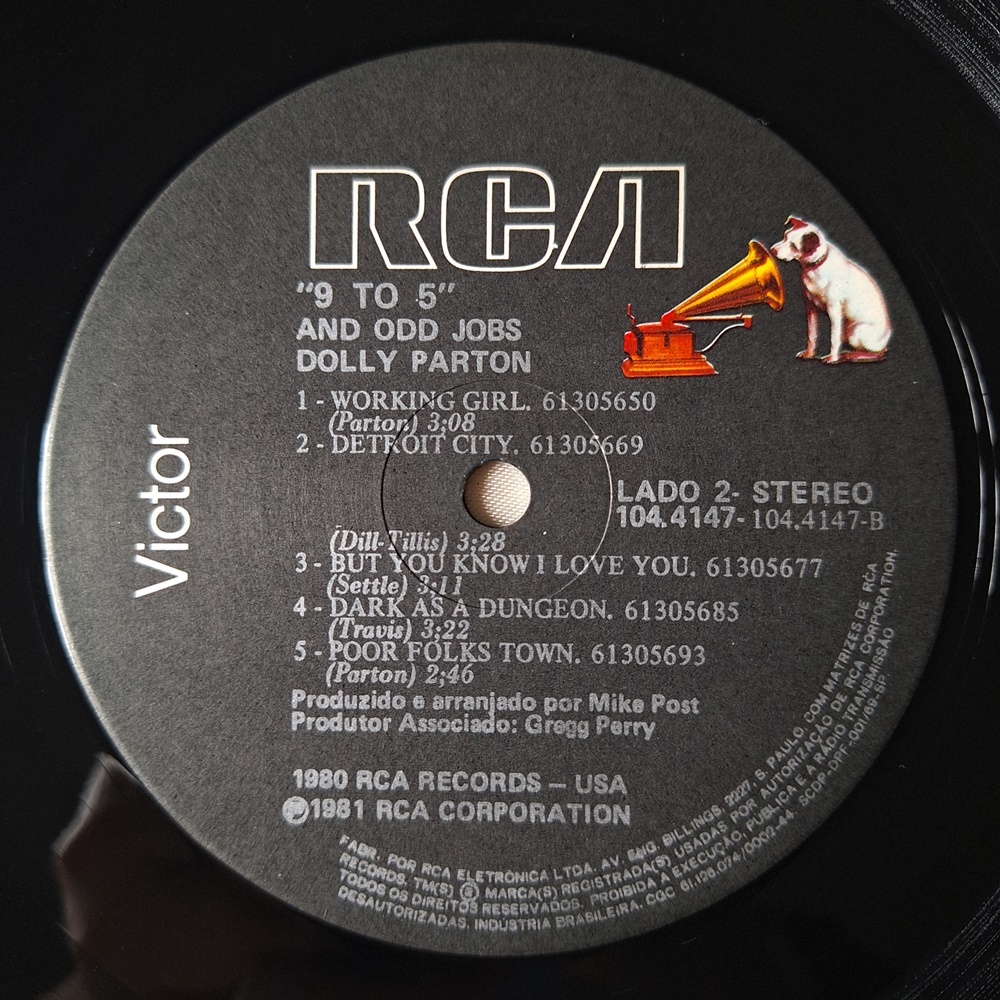 RCA
"9 TO 5"
AND ODD JOBS
DOLLY PARTON
1 - WORKING GIRL. 61305650
(Parton) 3;08
2 - DETROIT CITY. 61305669
Victor
LADO 2- STEREO
104.4147- 104.4147-B
(Dill-Tillis) 3;28
3 - BUT YOU KNOW I LOVE YOU. 61305677
(Settle) 3;11
4 - DARK AS A DUNGEON. 61305685
(Travis) 3;22
5 - POOR FOLKS TOWN. 61305693
(Parton) 2;46
Produzido e arranjado por Mike Post
Produtor Associado: Gregg Perry
1980 RCA RECORDS – USA
℗1981 RCA CORPORATION
FABR. POR RCA ELETRÔNICA LTDA. AV. ENG. BILLINGS, 2227, S. PAULO, COM MATRIZES DE RCA
RECORDS. TM(S) ® MARCA(S) REGISTRADA(S) USADAS POR AUTORIZAÇÃO DE RCA CORPORATION.
TODOS OS DIREITOS RESERVADOS. PROIBIDA A EXECUÇÃO, PÚBLICA E A RÁDIO TRANSMISSÃO
DESAUTORIZADAS. INDÚSTRIA BRASILEIRA. CGC 61.126.074/0002-44 SCDP-DPF-001/69-SP